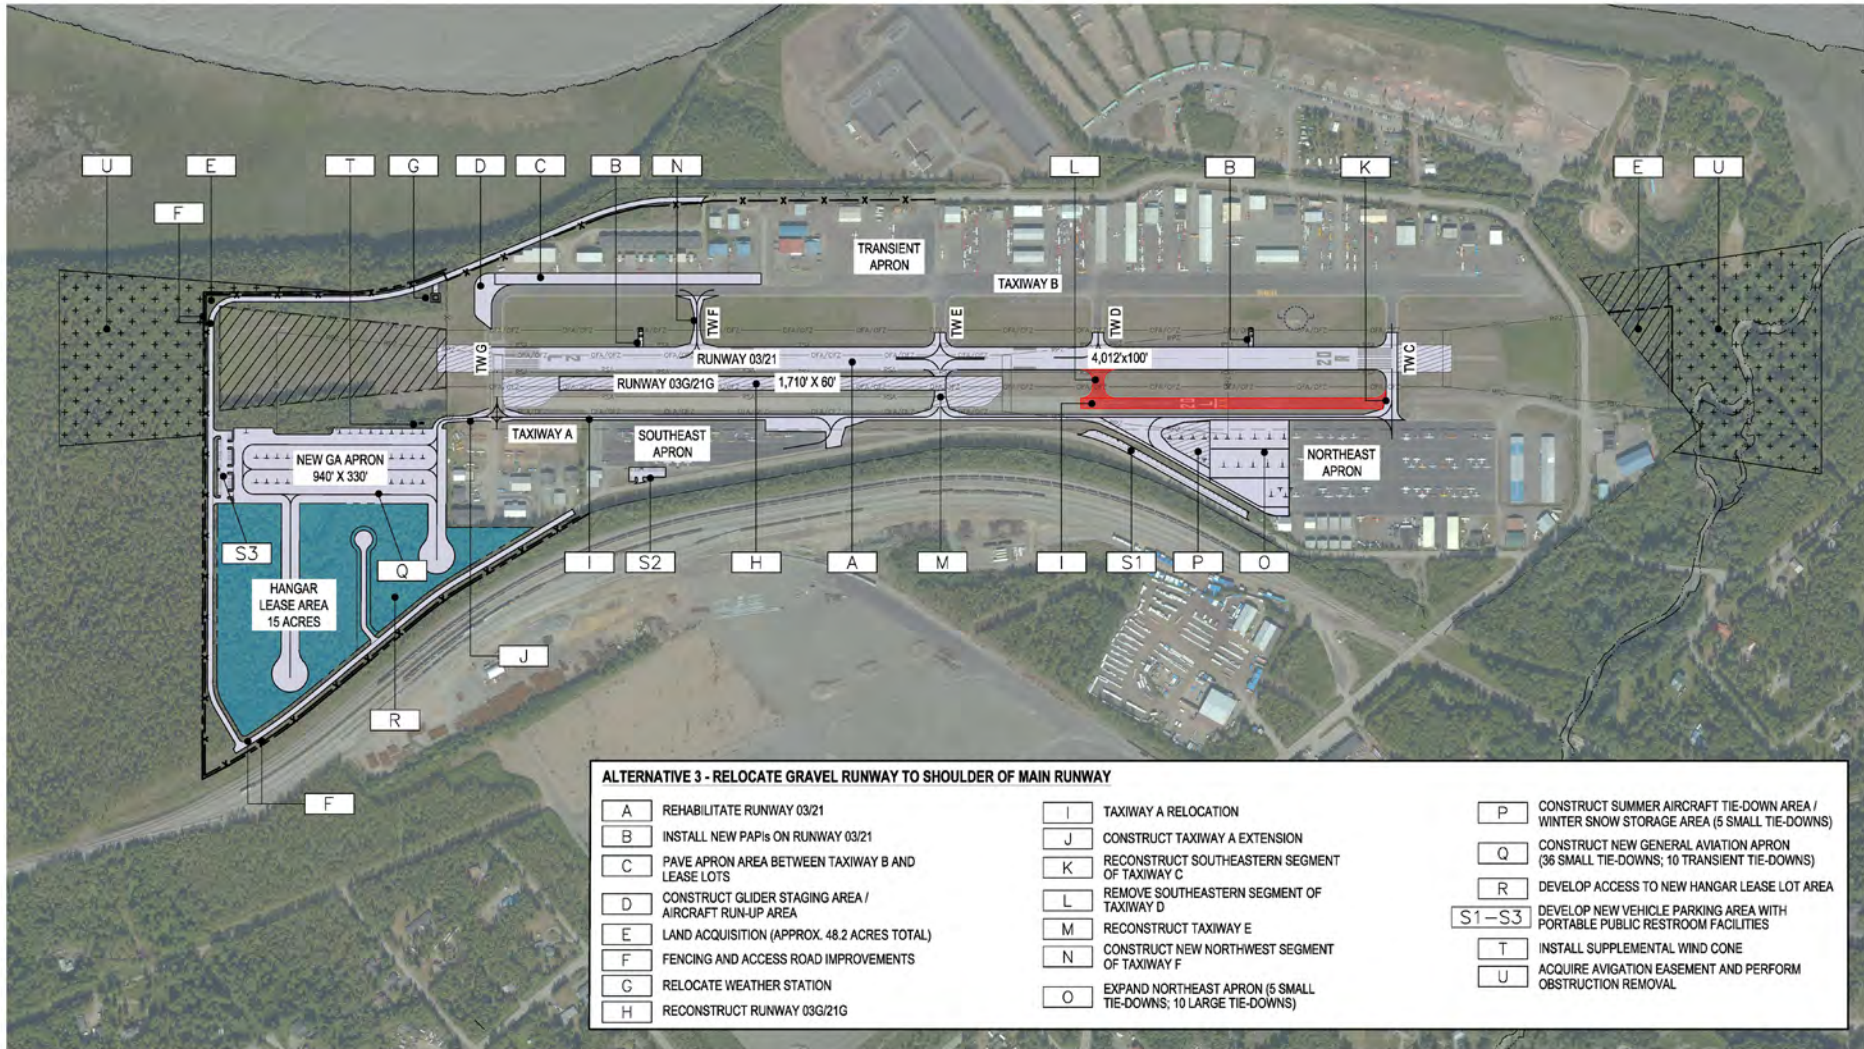 U
E
T
G
D
C
B
N
L
B
K
E
U
F
TRANSIENT
APRON
TAXIWAY B
TW F
TW E
TW D
TW G
TW C
OFA/OFZ
RUNWAY 03/21
4,012'x100'
RUNWAY 03G/21G
1,710' X 60'
TAXIWAY A
SOUTHEAST
APRON
NORTHEAST
APRON
NEW GA APRON
940' X 330'
S3
Q
I
S2
H
A
M
I
S1
P
O
HANGAR
LEASE AREA
15 ACRES
J
R
F
ALTERNATIVE 3 - RELOCATE GRAVEL RUNWAY TO SHOULDER OF MAIN RUNWAY
A REHABILITATE RUNWAY 03/21
B INSTALL NEW PAPIs ON RUNWAY 03/21
C PAVE APRON AREA BETWEEN TAXIWAY B AND
LEASE LOTS
D CONSTRUCT GLIDER STAGING AREA /
AIRCRAFT RUN-UP AREA
E LAND ACQUISITION (APPROX. 48.2 ACRES TOTAL)
F FENCING AND ACCESS ROAD IMPROVEMENTS
G RELOCATE WEATHER STATION
H RECONSTRUCT RUNWAY 03G/21G
I TAXIWAY A RELOCATION
J CONSTRUCT TAXIWAY A EXTENSION
K RECONSTRUCT SOUTHEASTERN SEGMENT
OF TAXIWAY C
L REMOVE SOUTHEASTERN SEGMENT OF
TAXIWAY D
M RECONSTRUCT TAXIWAY E
N CONSTRUCT NEW NORTHWEST SEGMENT
OF TAXIWAY F
O EXPAND NORTHEAST APRON (5 SMALL
TIE-DOWNS; 10 LARGE TIE-DOWNS)
P CONSTRUCT SUMMER AIRCRAFT TIE-DOWN AREA /
WINTER SNOW STORAGE AREA (5 SMALL TIE-DOWNS)
Q CONSTRUCT NEW GENERAL AVIATION APRON
(36 SMALL TIE-DOWNS; 10 TRANSIENT TIE-DOWNS)
R DEVELOP ACCESS TO NEW HANGAR LEASE LOT AREA
S1-S3 DEVELOP NEW VEHICLE PARKING AREA WITH
PORTABLE PUBLIC RESTROOM FACILITIES
T INSTALL SUPPLEMENTAL WIND CONE
U ACQUIRE AVIGATION EASEMENT AND PERFORM
OBSTRUCTION REMOVAL